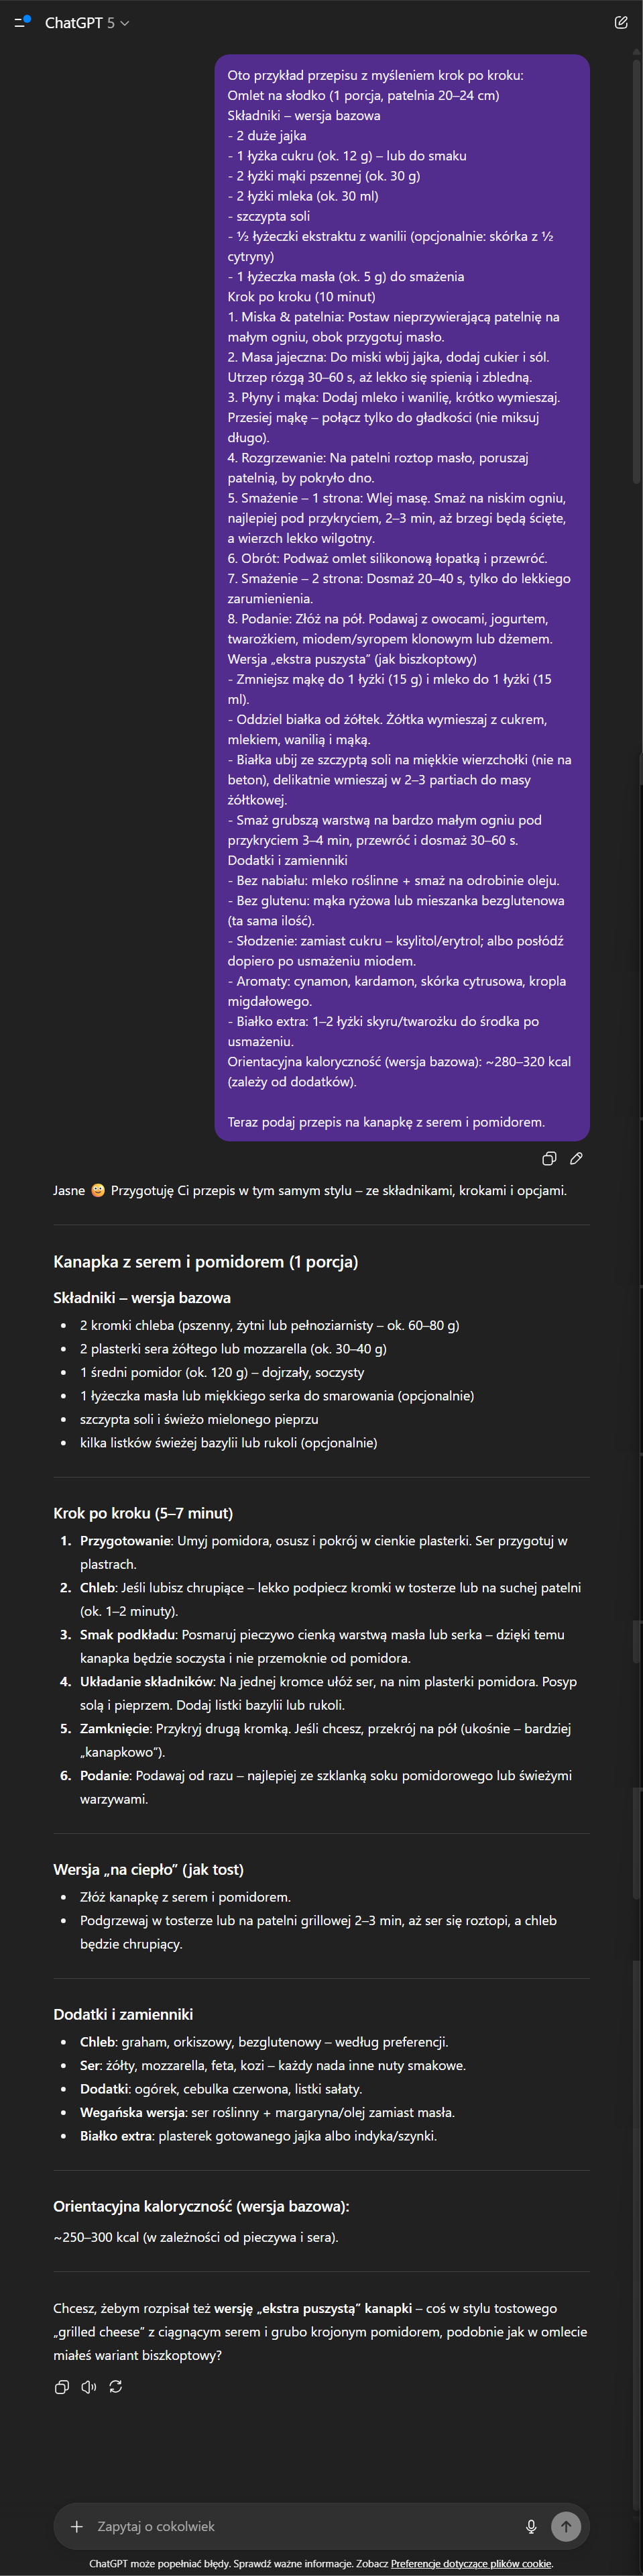 ChatGPT 5
Oto przykład przepisu z myśleniem krok po kroku:
Omlet na słodko (1 porcja, patelnia 20–24 cm)
Składniki – wersja bazowa
- 2 duże jajka
- 1 łyżka cukru (ok. 12 g) – lub do smaku
- 2 łyżki mąki pszennej (ok. 30 g)
- 2 łyżki mleka (ok. 30 ml)
- szczypta soli
- ½ łyżeczki ekstraktu z wanilii (opcjonalnie: skórka z ½
cytryny)
- 1 łyżeczka masła (ok. 5 g) do smażenia
Krok po kroku (10 minut)
1. Miska & patelnia: Postaw nieprzywierającą patelnię na
małym ogniu, obok przygotuj masło.
2. Masa jajeczna: Do miski wbij jajka, dodaj cukier i sól.
Utrzep rózgą 30–60 s, aż lekko się spienią i zbledną.
3. Płyny i mąka: Dodaj mleko i wanilię, krótko wymieszaj.
Przesiej mąkę – połącz tylko do gładkości (nie miksuj
długo).
4. Rozgrzewanie: Na patelni roztop masło, poruszaj
patelnią, by pokryło dno.
5. Smażenie – 1 strona: Wlej masę. Smaż na niskim ogniu,
najlepiej pod przykryciem, 2–3 min, aż brzegi będą ścięte,
a wierzch lekko wilgotny.
6. Obrót: Podważ omlet silikonową łopatką i przewróć.
7. Smażenie – 2 strona: Dosmaż 20–40 s, tylko do lekkiego
zarumienienia.
8. Podanie: Złóż na pół. Podawaj z owocami, jogurtem,
twarożkiem, miodem/syropem klonowym lub dżemem.
Wersja „ekstra puszysta” (jak biszkoptowy)
- Zmniejsz mąkę do 1 łyżki (15 g) i mleko do 1 łyżki (15
ml).
- Oddziel białka od żółtek. Żółtka wymieszaj z cukrem,
mlekiem, wanilią i mąką.
- Białka ubij ze szczyptą soli na miękkie wierzchołki (nie na
beton), delikatnie wmieszaj w 2–3 partiach do masy
żółtkowej.
- Smaż grubszą warstwą na bardzo małym ogniu pod
przykryciem 3–4 min, przewróć i dosmaż 30–60 s.
Dodatki i zamienniki
- Bez nabiału: mleko roślinne + smaż na odrobinie oleju.
- Bez glutenu: mąka ryżowa lub mieszanka bezglutenowa
(ta sama ilość).
- Słodzenie: zamiast cukru – ksylitol/erytrol; albo posłódź
dopiero po usmażeniu miodem.
- Aromaty: cynamon, kardamon, skórka cytrusowa, kropla
migdałowego.
- Białko extra: 1–2 łyżki skyru/twarożku do środka po
usmażeniu.
Orientacyjna kaloryczność (wersja bazowa): ~280–320 kcal
(zależy od dodatków).
Teraz podaj przepis na kanapkę z serem i pomidorem.
Jasne 😋 Przygotuję Ci przepis w tym samym stylu – ze składnikami, krokami i opcjami.
Kanapka z serem i pomidorem (1 porcja)
Składniki – wersja bazowa
• 2 kromki chleba (pszenny, żytni lub pełnoziarnisty – ok. 60–80 g)
• 2 plasterki sera żółtego lub mozzarella (ok. 30–40 g)
• 1 średni pomidor (ok. 120 g) – dojrzały, soczysty
• 1 łyżeczka masła lub miękkiego serka do smarowania (opcjonalnie)
• szczypta soli i świeżo mielonego pieprzu
• kilka listków świeżej bazylii lub rukoli (opcjonalnie)
Krok po kroku (5–7 minut)
1. Przygotowanie: Umyj pomidora, osusz i pokrój w cienkie plasterki. Ser przygotuj w
plastrach.
2. Chleb: Jeśli lubisz chrupiące – lekko podpiecz kromki w tosterze lub na suchej patelni
(ok. 1–2 minuty).
3. Smak podkładu: Posmaruj pieczywo cienką warstwą masła lub serka – dzięki temu
kanapka będzie soczysta i nie przemoknie od pomidora.
4. Układanie składników: Na jednej kromce ułóż ser, na nim plasterki pomidora. Posyp
solą i pieprzem. Dodaj listki bazylii lub rukoli.
5. Zamknięcie: Przykryj drugą kromką. Jeśli chcesz, przekrój na pół (ukośnie – bardziej
„kanapkowo”).
6. Podanie: Podawaj od razu – najlepiej ze szklanką soku pomidorowego lub świeżymi
warzywami.
Wersja „na ciepło” (jak tost)
• Złóż kanapkę z serem i pomidorem.
• Podgrzewaj w tosterze lub na patelni grillowej 2–3 min, aż ser się roztopi, a chleb
będzie chrupiący.
Dodatki i zamienniki
• Chleb: graham, orkiszowy, bezglutenowy – według preferencji.
• Ser: żółty, mozzarella, feta, kozi – każdy nada inne nuty smakowe.
• Dodatki: ogórek, cebulka czerwona, listki sałaty.
• Wegańska wersja: ser roślinny + margaryna/olej zamiast masła.
• Białko extra: plasterek gotowanego jajka albo indyka/szynki.
Orientacyjna kaloryczność (wersja bazowa):
~250–300 kcal (w zależności od pieczywa i sera).
Chcesz, żebym rozpisał też wersję „ekstra puszystą” kanapki – coś w stylu tostowego
„grilled cheese” z ciągnącym serem i grubo krojonym pomidorem, podobnie jak w omlecie
miałeś wariant biszkoptowy?
Zapytaj o cokolwiek
ChatGPT może popełniać błędy. Sprawdź ważne informacje. Zobacz Preferencje dotyczące plików cookie.